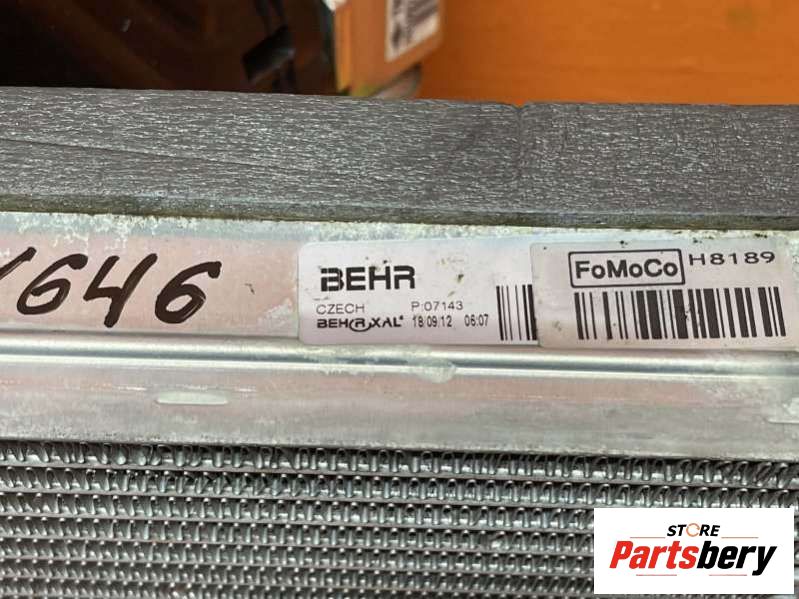 646
BEHR
CZECH P:07143
BEHR XAL
18/09/12 06:07
FoMoCo H8189
STORE
Partsbery